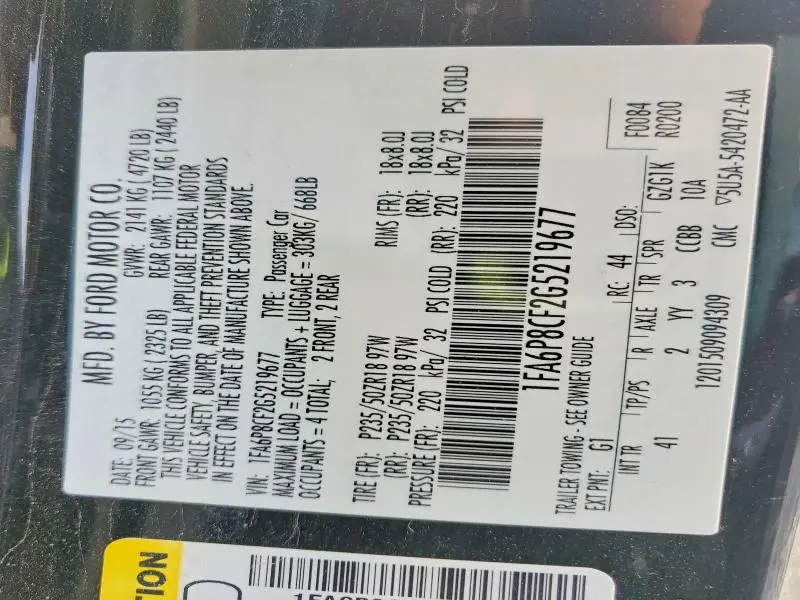 MFD. BY FORD MOTOR CO.
DATE: 09/15 GVWR: 2141 KG ( 4720 LB)
FRONT GAWR: 1055 KG ( 2325 LB) REAR GAWR: 1107 KG ( 2440 LB)
THIS VEHICLE CONFORMS TO ALL APPLICABLE FEDERAL MOTOR
VEHICLE SAFETY, BUMPER, AND THEFT PREVENTION STANDARDS
IN EFFECT ON THE DATE OF MANUFACTURE SHOWN ABOVE.
VIN: 1FA6P8CF2G5219677 TYPE: Passenger Car
MAXIMUM LOAD = OCCUPANTS + LUGGAGE = 303KG/ 668LB
OCCUPANTS = 4 TOTAL; 2 FRONT, 2 REAR
TIRE (FR): P235/50ZR18 97W RIMS (FR): 18x8.0J
(RR): P235/50ZR18 97W (RR): 18x8.0J
PRESSURE (FR): 220 kPa/ 32 PSI COLD (RR): 220 kPa/ 32 PSI COLD
1FA6P8CF2G5219677
TRAILER TOWING - SEE OWNER GUIDE
EXT PNT: G1 RC: 44 DSO: F00B4
R0200
INT TR TP/PS R AXLE TR SPR GZG1K
41 2 YY 3 CCBB 10A
1201509094309 CMC ▽5U5A-5420472-AA
TION